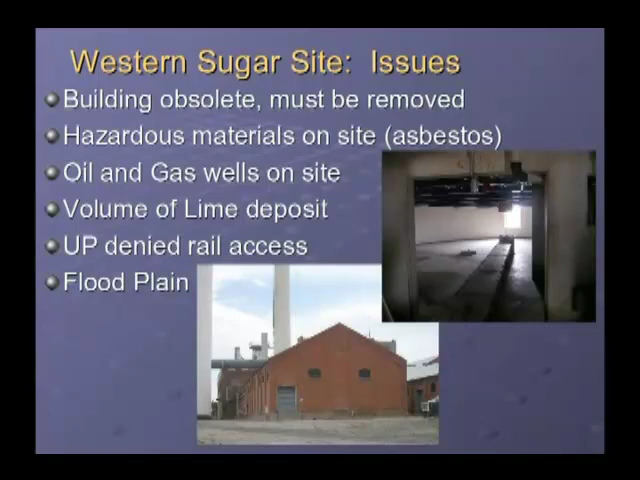 Western Sugar Site: Issues
Building obsolete, must be removed
Hazardous materials on site (asbestos)
Oil and Gas wells on site
Volume of Lime deposit
UP denied rail access
Flood Plain